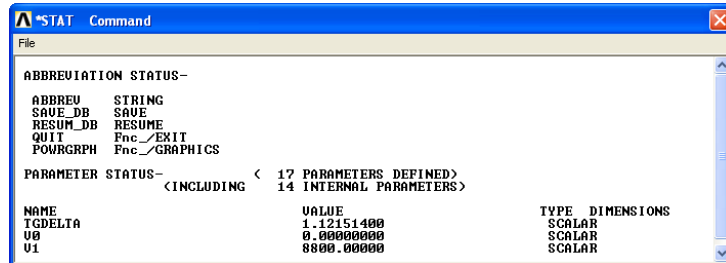 *STAT Command
File
ABBREVIATION STATUS-
ABBREV STRING
SAVE_DB SAVE
RESUM_DB RESUME
QUIT Fnc_/EXIT
POWRGRPH Fnc_/GRAPHICS
PARAMETER STATUS- ( 17 PARAMETERS DEFINED)
(INCLUDING 14 INTERNAL PARAMETERS)
NAME VALUE TYPE DIMENSIONS
TGDELTA 1.12151400 SCALAR
V0 0.00000000 SCALAR
V1 8800.00000 SCALAR